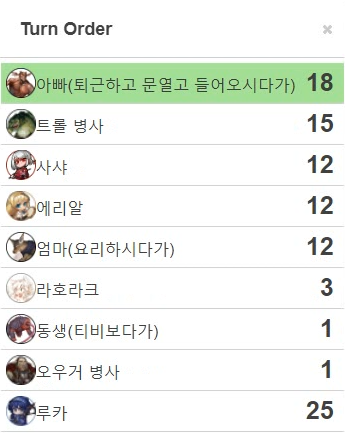 Turn Order ×
아빠(퇴근하고 문열고 들어오시다가) 18
트롤 병사 15
사샤 12
에리알 12
엄마(요리하시다가) 12
라호라크 3
동생(티비보다가) 1
오우거 병사 1
루카 25